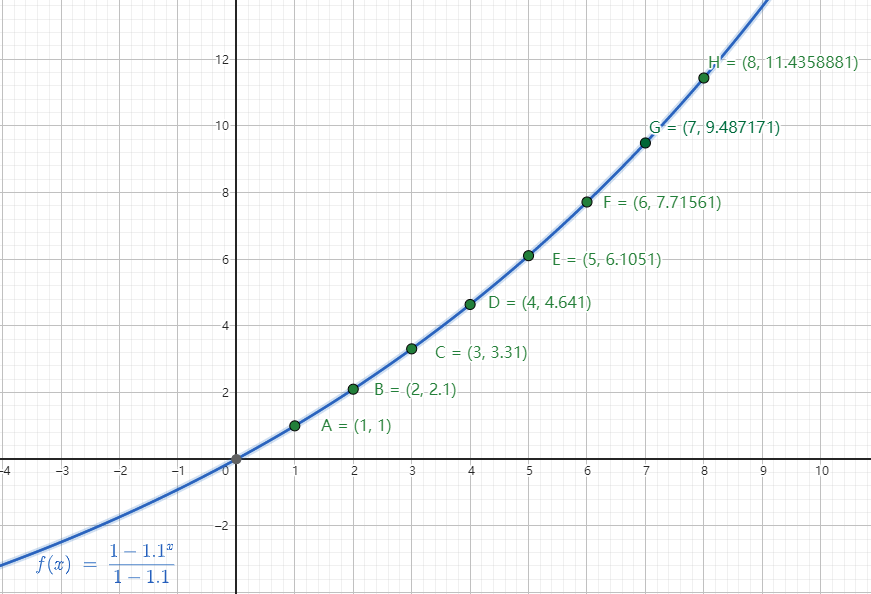 12
H = (8, 11.4358881)
10
G = (7, 9.487171)
8
F = (6, 7.71561)
6
E = (5, 6.1051)
4
D = (4, 4.641)
C = (3, 3.31)
2
B = (2, 2.1)
A = (1, 1)
−4 −3 −2 −1 0 1 2 3 4 5 6 7 8 9 10
−2
f(x) = (1 − 1.1^x)/(1 − 1.1)